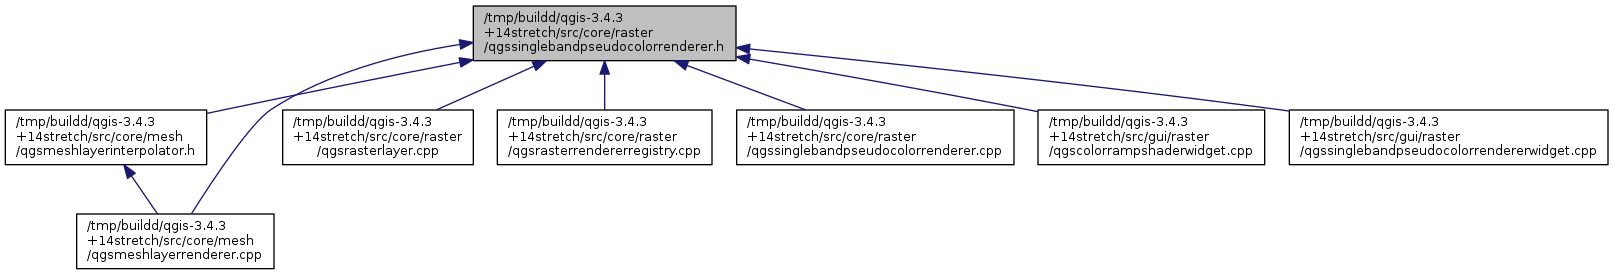 /tmp/buildd/qgis-3.4.3
+14stretch/src/core/raster
/qgssinglebandpseudocolorrenderer.h
/tmp/buildd/qgis-3.4.3
+14stretch/src/core/mesh
/qgsmeshlayerinterpolator.h
/tmp/buildd/qgis-3.4.3
+14stretch/src/core/raster
/qgsrasterlayer.cpp
/tmp/buildd/qgis-3.4.3
+14stretch/src/core/raster
/qgsrasterrendererregistry.cpp
/tmp/buildd/qgis-3.4.3
+14stretch/src/core/raster
/qgssinglebandpseudocolorrenderer.cpp
/tmp/buildd/qgis-3.4.3
+14stretch/src/gui/raster
/qgscolorrampshaderwidget.cpp
/tmp/buildd/qgis-3.4.3
+14stretch/src/gui/raster
/qgssinglebandpseudocolorrendererwidget.cpp
/tmp/buildd/qgis-3.4.3
+14stretch/src/core/mesh
/qgsmeshlayerrenderer.cpp